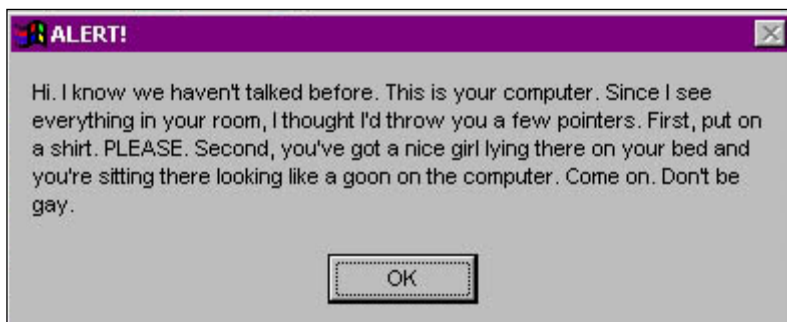 ALERT!
Hi. I know we haven't talked before. This is your computer. Since I see
everything in your room, I thought I'd throw you a few pointers. First, put on
a shirt. PLEASE. Second, you've got a nice girl lying there on your bed and
you're sitting there looking like a goon on the computer. Come on. Don't be
gay.
OK